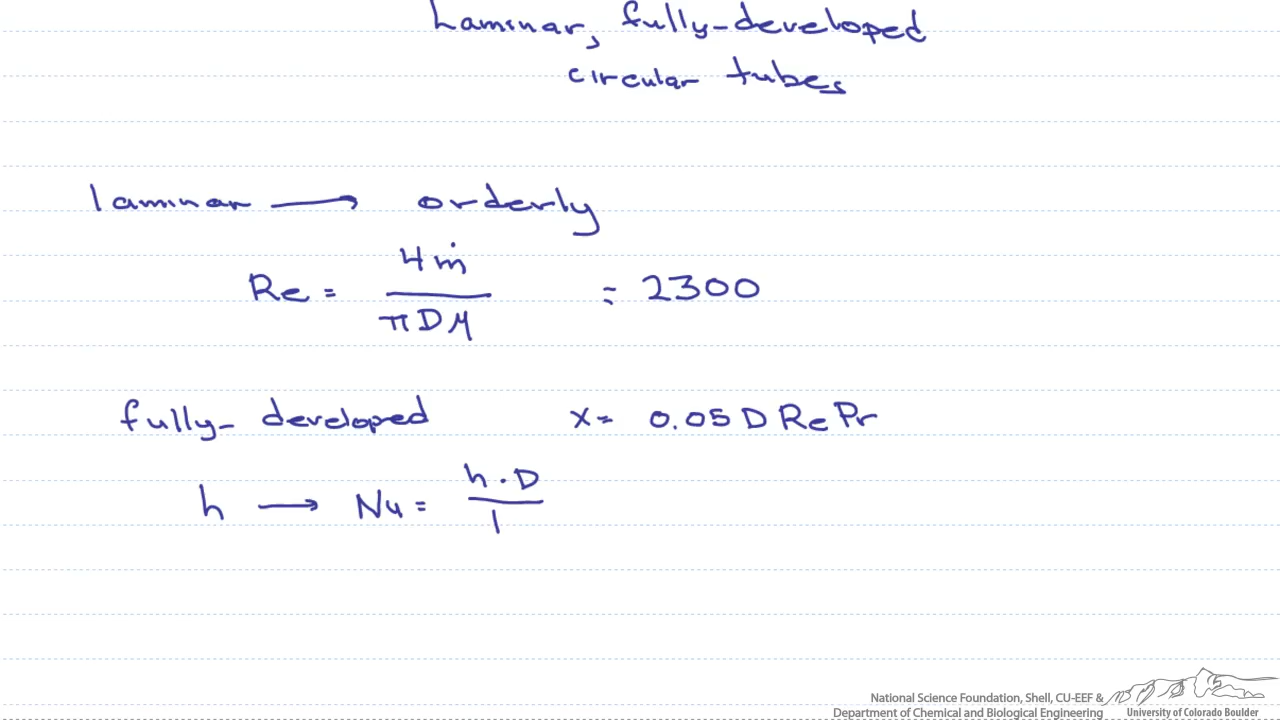 Laminar, fully-developed
circular tubes
laminar → orderly
Re = 4ṁ / πDμ = 2300
fully-developed x = 0.05 D Re Pr
h → Nu = h·D /
National Science Foundation, Shell, CU-EEF &
Department of Chemical and Biological Engineering
University of Colorado Boulder